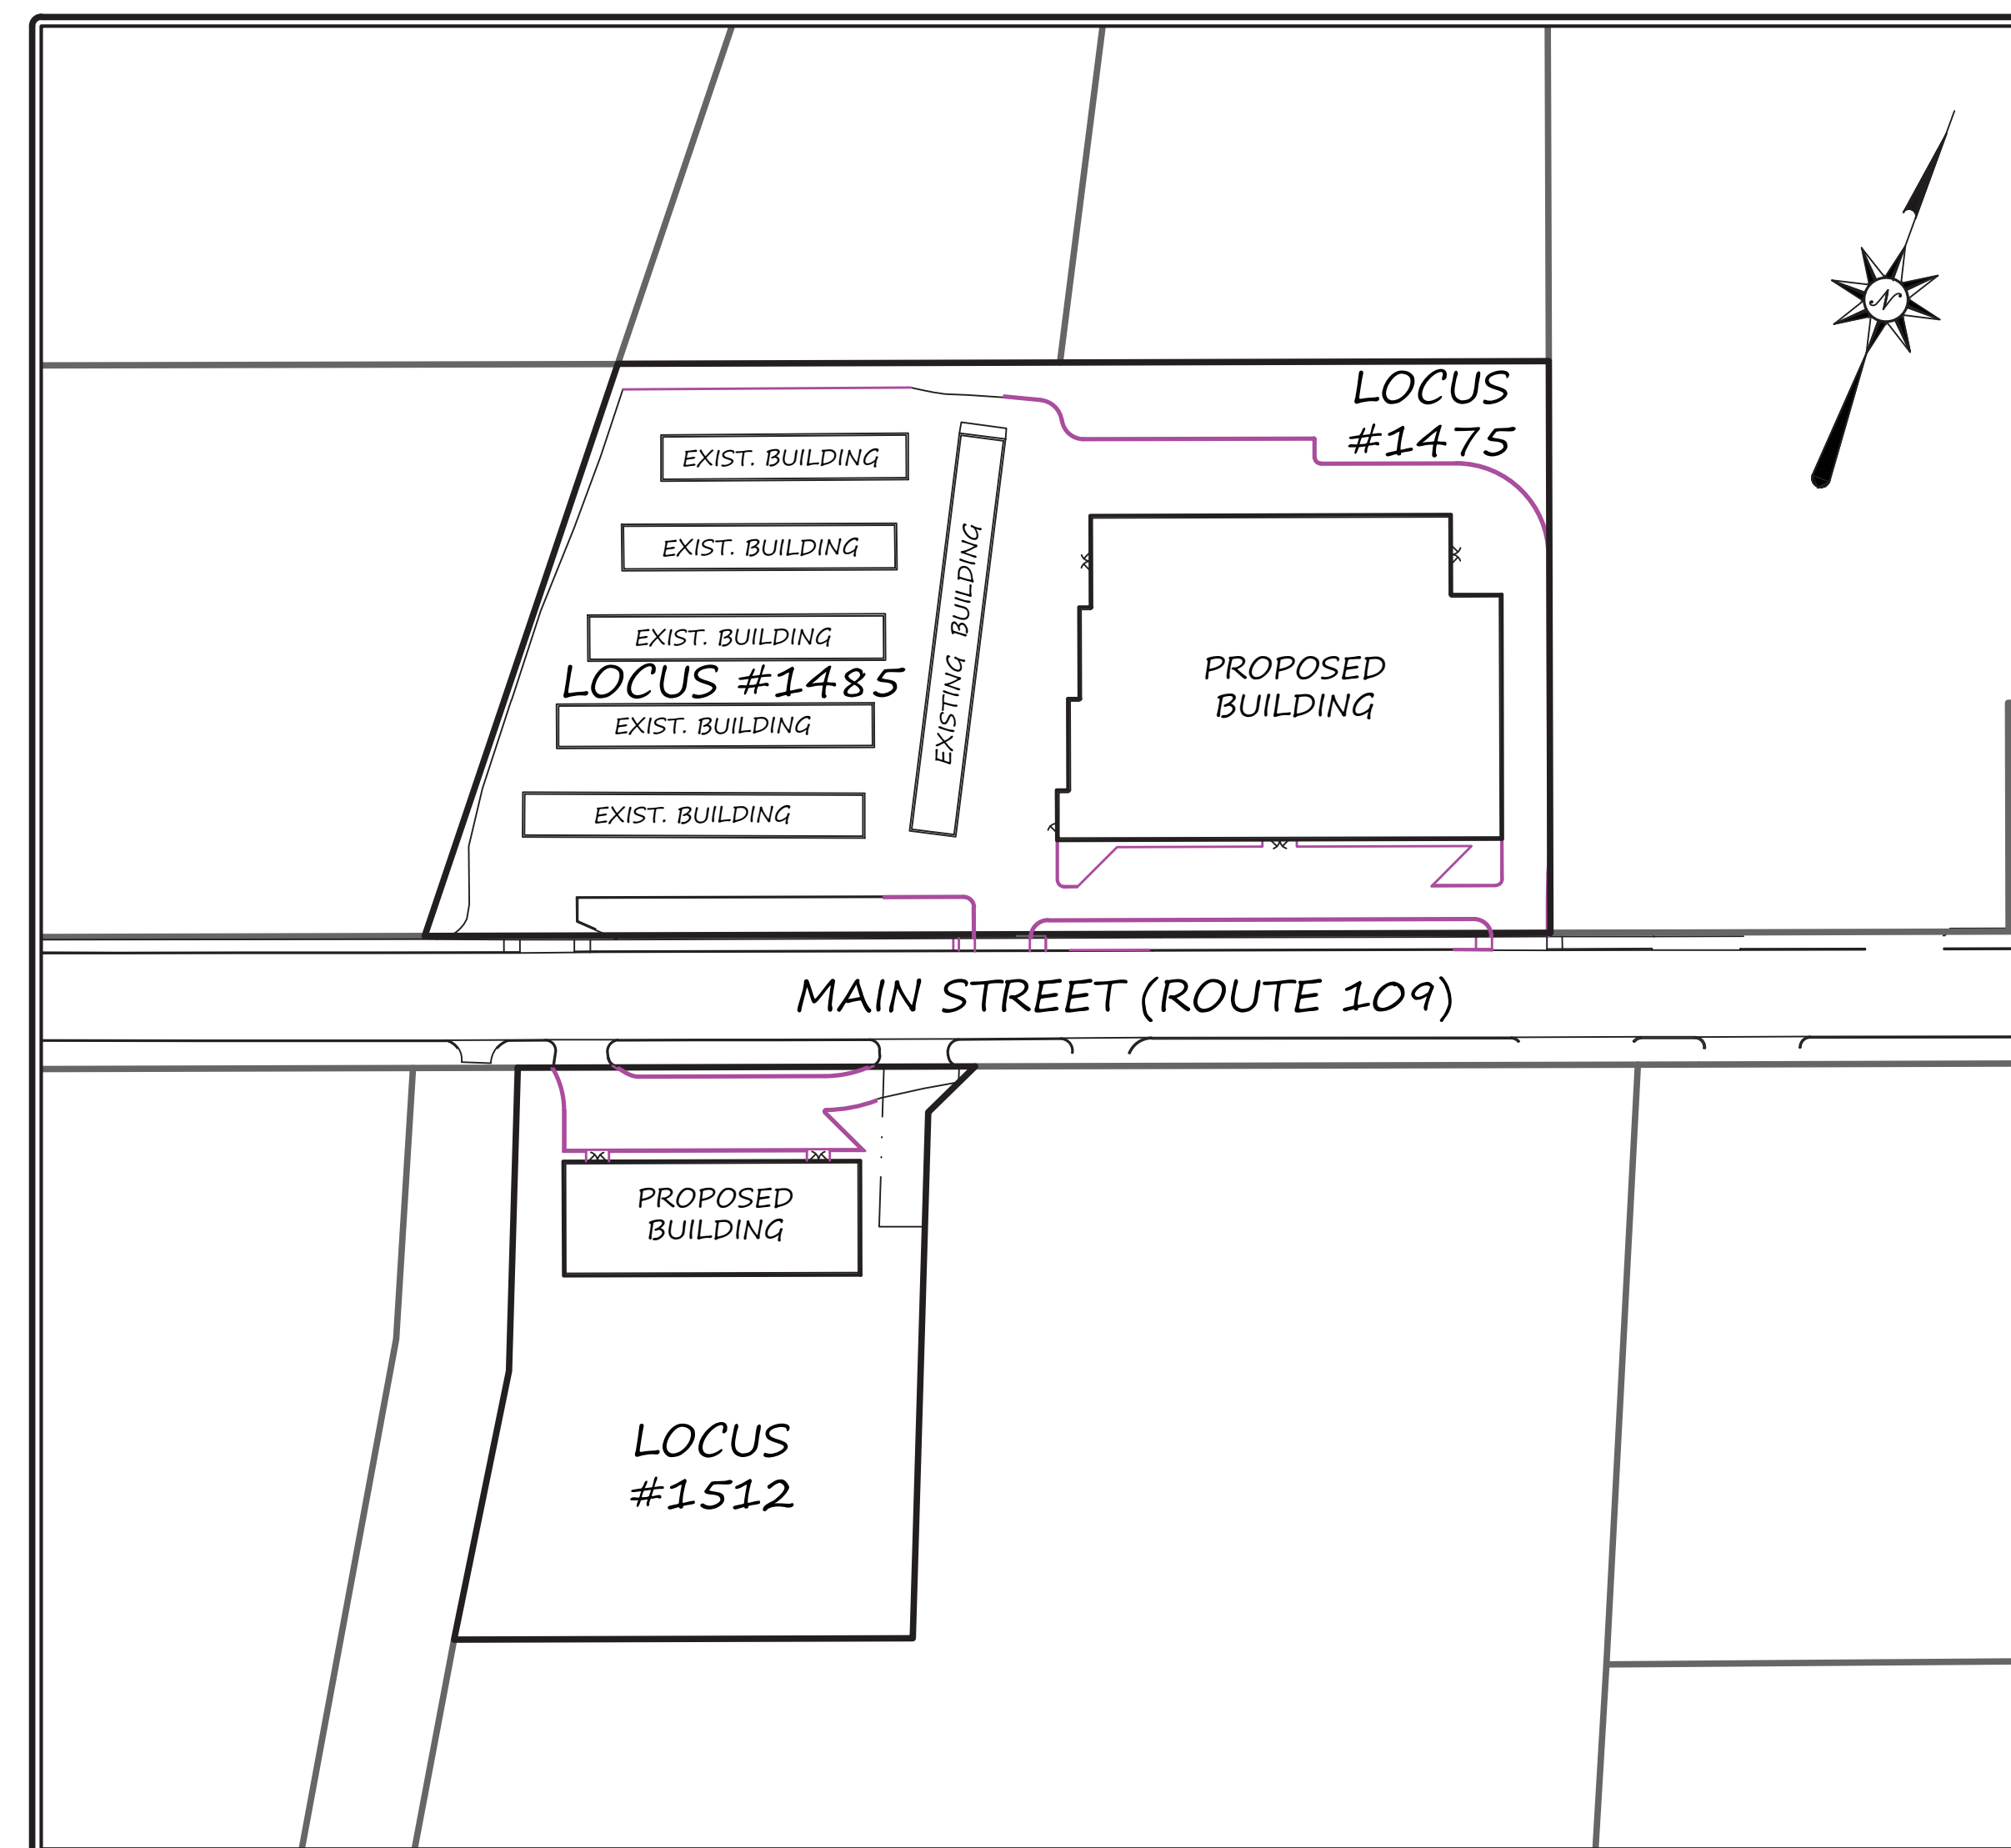 LOCUS
#1475
N
EXIST. BUILDING
EXIST. BUILDING
EXIST. BUILDING
LOCUS #1485
EXIST. BUILDING
EXIST. BUILDING
EXISTING BUILDING
PROPOSED
BUILDING
MAIN STREET (ROUTE 109)
PROPOSED
BUILDING
LOCUS
#1512